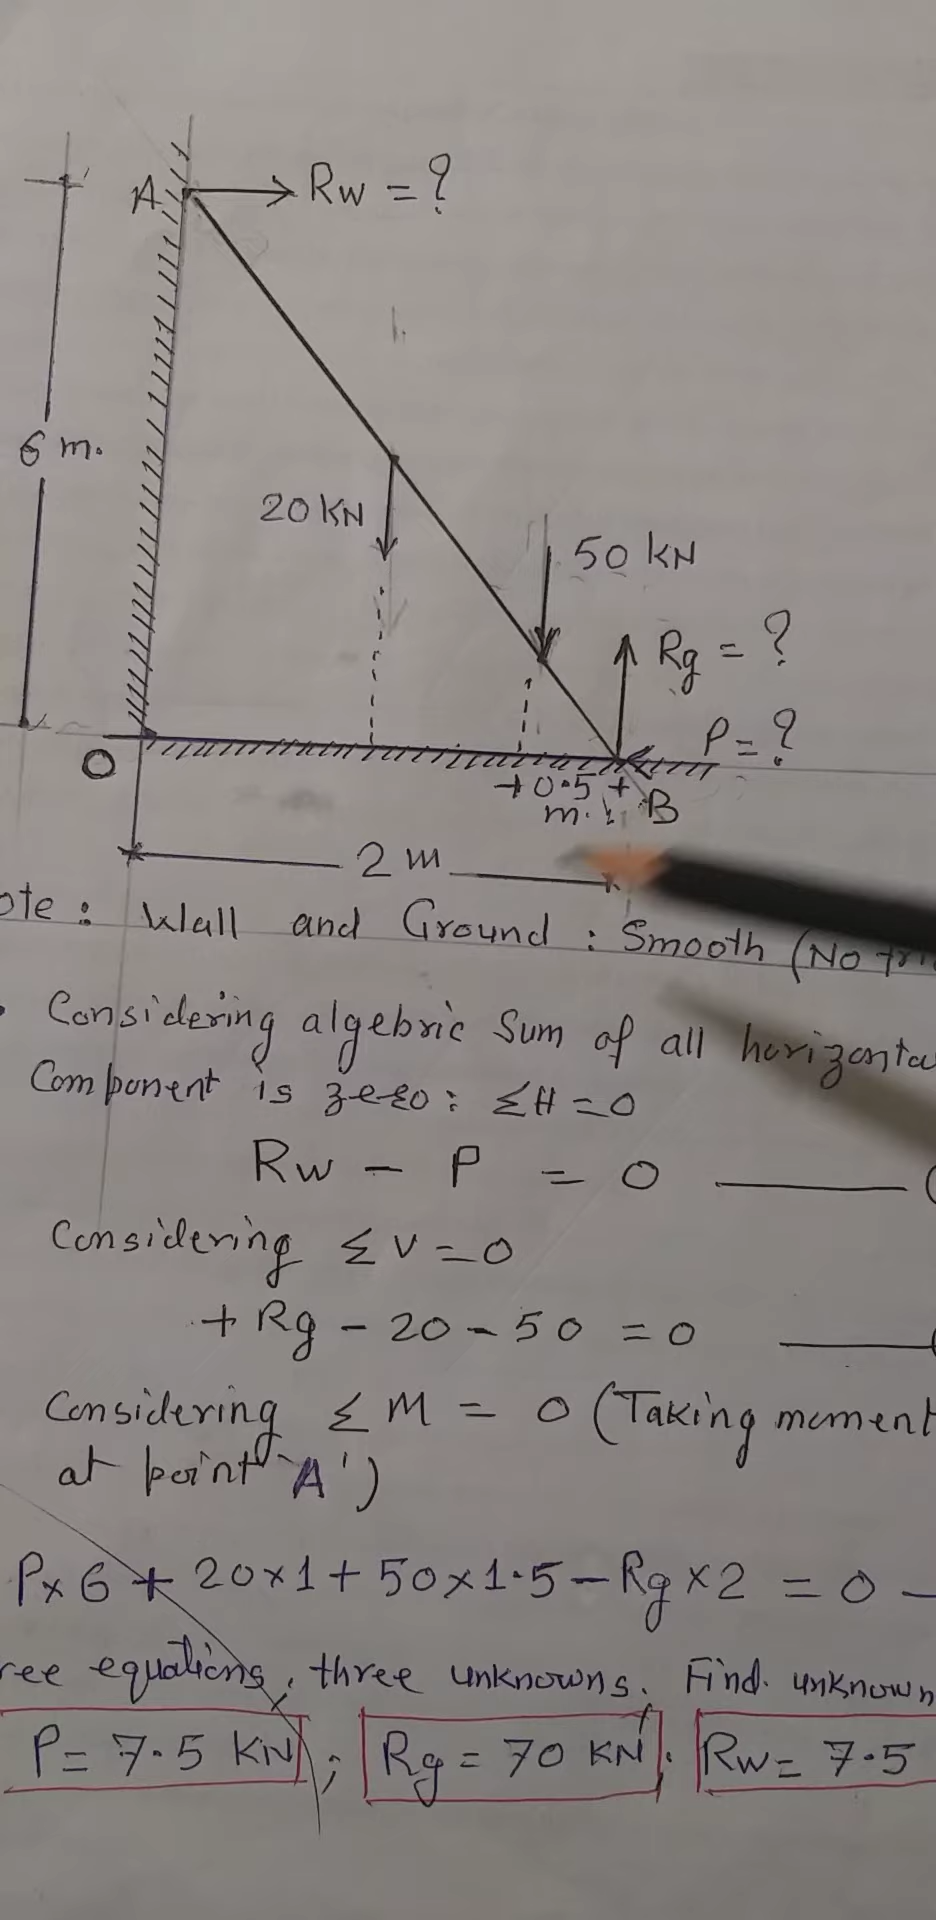 A
Rw = ?
6 m.
20 KN
50 KN
Rg = ?
P = ?
O
0.5
m.
B
2 m
ote : Wall and Ground : Smooth (No
Considering algebric Sum of all horizonta
Component is zero : ΣH = 0
Rw - P = 0
Considering ΣV = 0
+ Rg - 20 - 50 = 0
Considering ΣM = 0 (Taking moment
at point 'A')
P x 6 + 20 x 1 + 50 x 1.5 - Rg x 2 = 0 -
ree equations, three unknowns. Find unknown
P = 7.5 KN ; Rg = 70 KN . Rw = 7.5